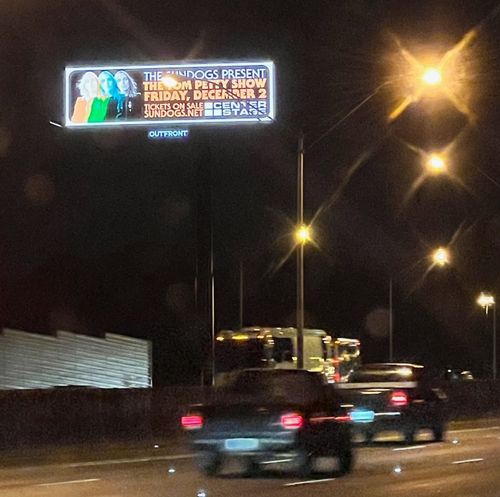 THE SUNDOGS PRESENT
THE TOM PETTY SHOW
FRIDAY, DECEMBER 2
TICKETS ON SALE
SUNDOGS.NET
CENTER
STAGE
OUTFRONT